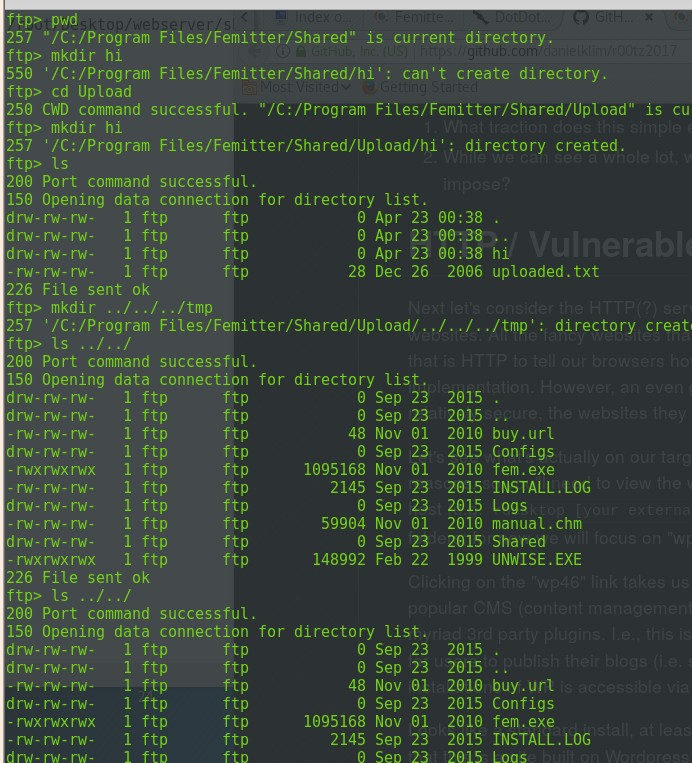 ftp> pwd
257 "/C:/Program Files/Femitter/Shared" is current directory.
ftp> mkdir hi
550 '/C:/Program Files/Femitter/Shared/hi': can't create directory.
ftp> cd Upload
250 CWD command successful. "/C:/Program Files/Femitter/Shared/Upload" is cu
ftp> mkdir hi
257 '/C:/Program Files/Femitter/Shared/Upload/hi': directory created.
ftp> ls
200 Port command successful.
150 Opening data connection for directory list.
drw-rw-rw-   1 ftp      ftp            0 Apr 23 00:38 .
drw-rw-rw-   1 ftp      ftp            0 Apr 23 00:38 ..
drw-rw-rw-   1 ftp      ftp            0 Apr 23 00:38 hi
-rw-rw-rw-   1 ftp      ftp           28 Dec 26  2006 uploaded.txt
226 File sent ok
ftp> mkdir ../../../tmp
257 '/C:/Program Files/Femitter/Shared/Upload/../../../tmp': directory creat
ftp> ls ../../
200 Port command successful.
150 Opening data connection for directory list.
drw-rw-rw-   1 ftp      ftp            0 Sep 23  2015 .
drw-rw-rw-   1 ftp      ftp            0 Sep 23  2015 ..
-rw-rw-rw-   1 ftp      ftp           48 Nov 01  2010 buy.url
drw-rw-rw-   1 ftp      ftp            0 Sep 23  2015 Configs
-rwxrwxrwx   1 ftp      ftp      1095168 Nov 01  2010 fem.exe
-rw-rw-rw-   1 ftp      ftp         2145 Sep 23  2015 INSTALL.LOG
drw-rw-rw-   1 ftp      ftp            0 Sep 23  2015 Logs
-rw-rw-rw-   1 ftp      ftp        59904 Nov 01  2010 manual.chm
drw-rw-rw-   1 ftp      ftp            0 Sep 23  2015 Shared
-rwxrwxrwx   1 ftp      ftp       148992 Feb 22  1999 UNWISE.EXE
226 File sent ok
ftp> ls ../../
200 Port command successful.
150 Opening data connection for directory list.
drw-rw-rw-   1 ftp      ftp            0 Sep 23  2015 .
drw-rw-rw-   1 ftp      ftp            0 Sep 23  2015 ..
-rw-rw-rw-   1 ftp      ftp           48 Nov 01  2010 buy.url
drw-rw-rw-   1 ftp      ftp            0 Sep 23  2015 Configs
-rwxrwxrwx   1 ftp      ftp      1095168 Nov 01  2010 fem.exe
-rw-rw-rw-   1 ftp      ftp         2145 Sep 23  2015 INSTALL.LOG
drw-rw-rw-   1 ftp      ftp            0 Sep 23  2015 Logs
Desktop/webserver/s
Index o
Femitte
DotDot
GitH
GitHub, Inc. (US) https://github.com/danielklim/r00tz2017
Most Visited
Getting Started
1. What traction does this simple
2. While we can see a whole lot,
impose?
/ Vulnerable
Next let's consider the HTTP(?) ser
websites. All the fancy websites tha
that is HTTP to tell our browsers ho
implementation. However, an even
secure, the websites they
actually on our targ
need to view the
[your externa
will focus on "wp
Clicking on the "wp46" link takes us
popular CMS (content management
myriad 3rd party plugins. I.e., this is
to publish their blogs (i.e.
is accessible via
install, at leas
built on Wordpress